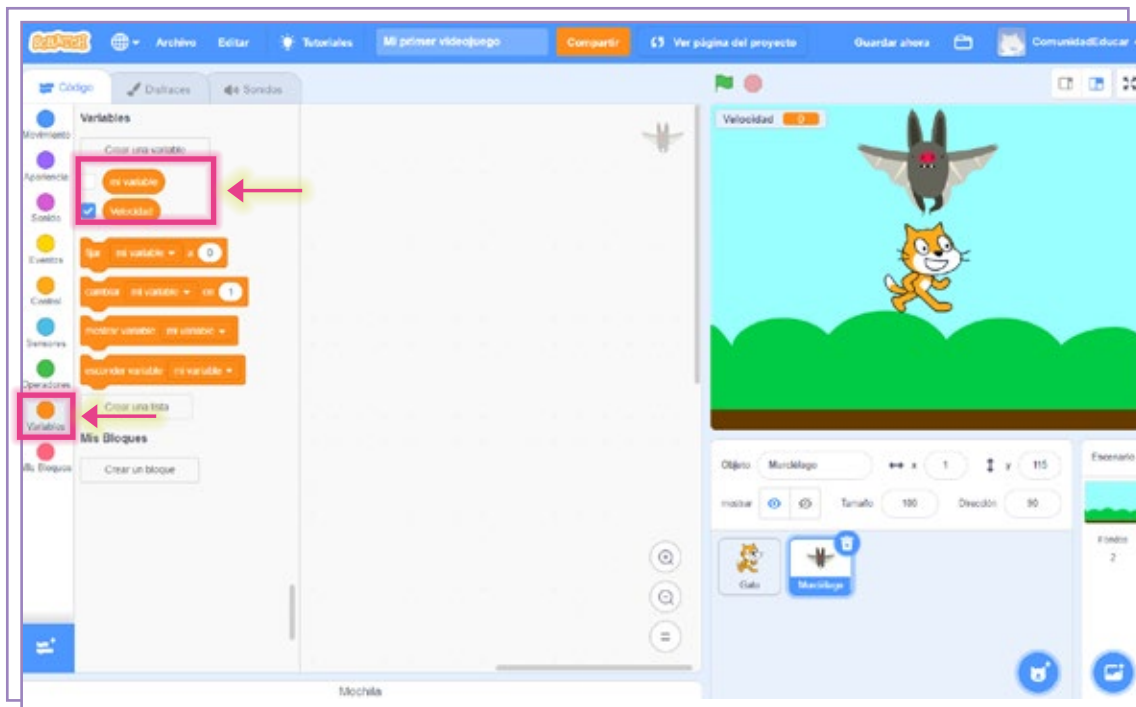 SCRATCH Archivo Editar Tutoriales Mi primer videojuego Compartir Ver página del proyecto Guardar ahora ComunidadEducar
Código Disfraces Sonidos
Movimiento
Apariencia
Sonido
Eventos
Control
Sensores
Operadores
Variables
Mis Bloques
Variables
Crear una variable
mi variable
Velocidad
fijar mi variable a 0
cambiar mi variable en 1
mostrar variable mi variable
esconder variable mi variable
Crear una lista
Mis Bloques
Crear un bloque
Velocidad 0
Objeto Murciélago x 1 y 115
mostrar Tamaño 100 Dirección 90
Gato Murciélago
Escenario
Fondos
2
Mochila